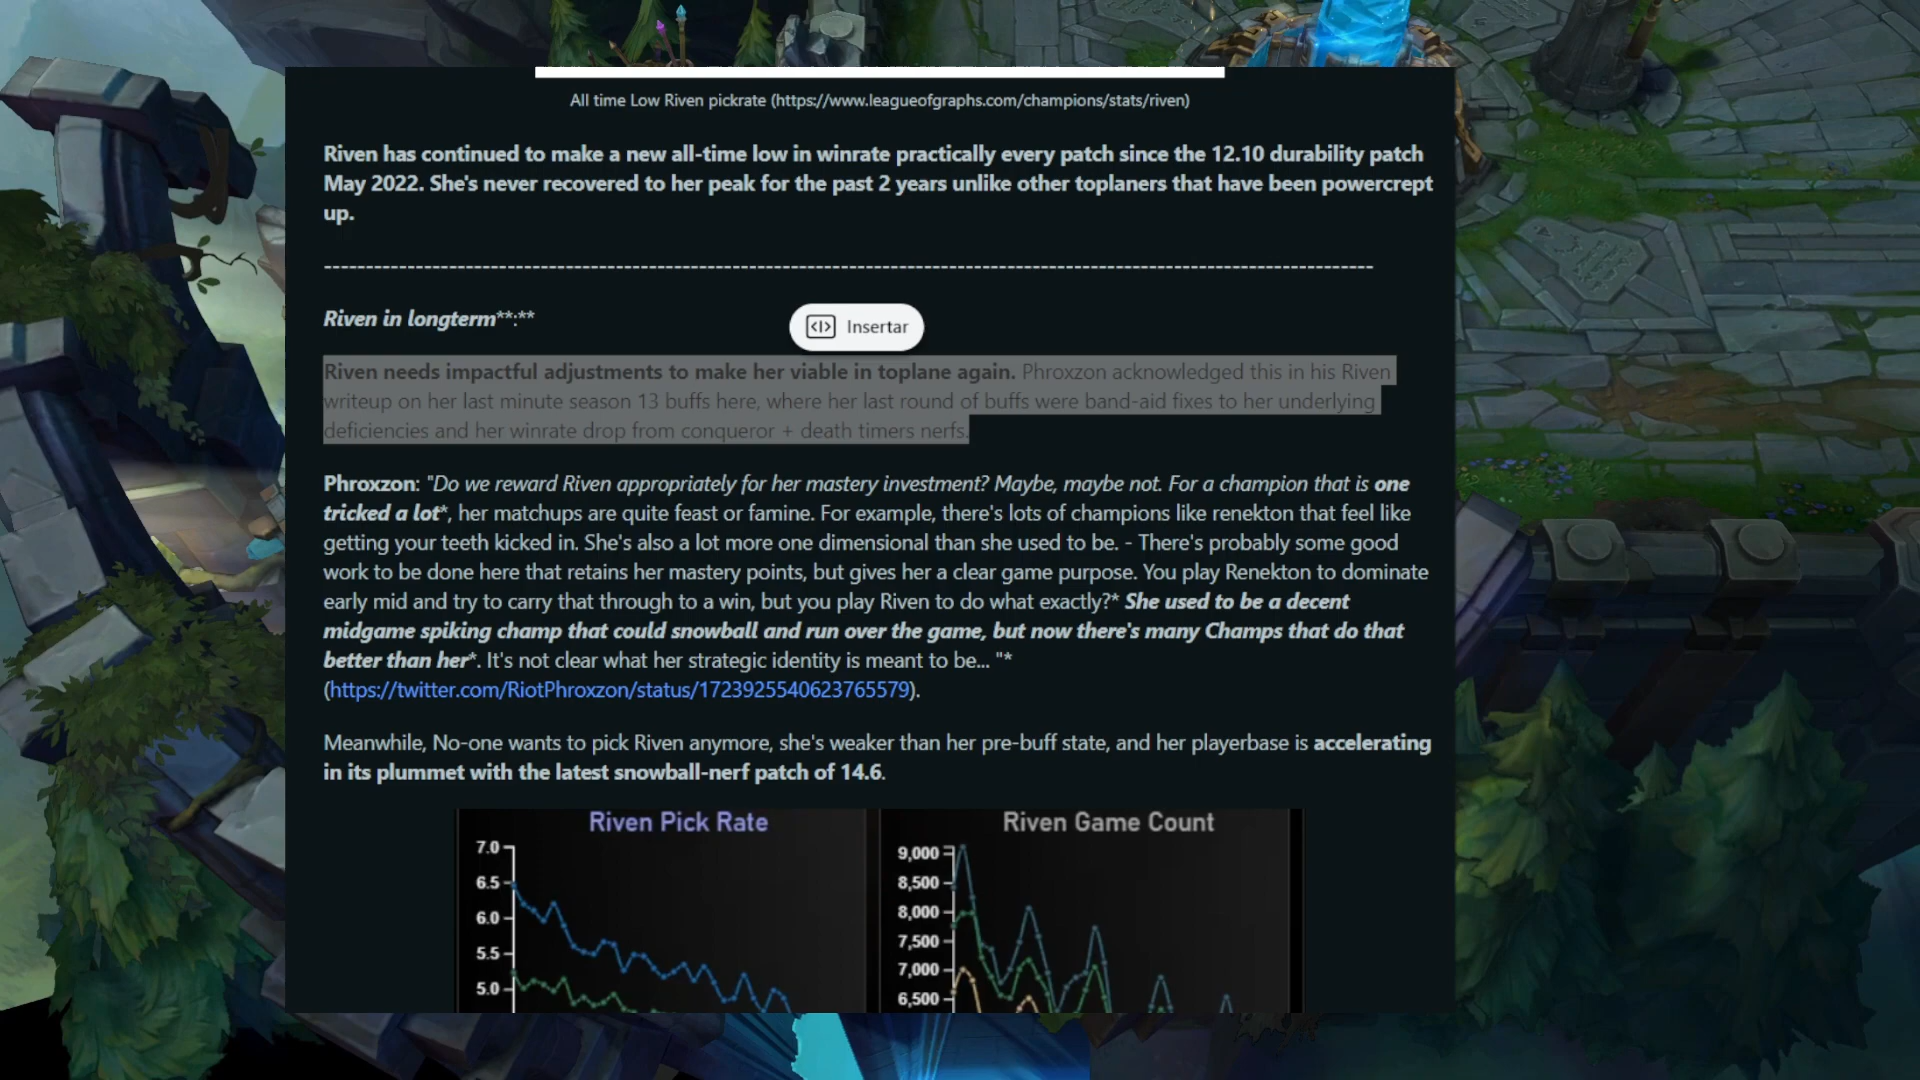 All time Low Riven pickrate (https://www.leagueofgraphs.com/champions/stats/riven)
Riven has continued to make a new all-time low in winrate practically every patch since the 12.10 durability patch
May 2022. She's never recovered to her peak for the past 2 years unlike other toplaners that have been powercrept
up.
------------------------------------------------------------------------------------------------------------------------------
Riven in longterm**:**
Insertar
Riven needs impactful adjustments to make her viable in toplane again. Phroxzon acknowledged this in his Riven
writeup on her last minute season 13 buffs here, where her last round of buffs were band-aid fixes to her underlying
deficiencies and her winrate drop from conqueror + death timers nerfs.
Phroxzon: "Do we reward Riven appropriately for her mastery investment? Maybe, maybe not. For a champion that is one
tricked a lot*, her matchups are quite feast or famine. For example, there's lots of champions like renekton that feel like
getting your teeth kicked in. She's also a lot more one dimensional than she used to be. - There's probably some good
work to be done here that retains her mastery points, but gives her a clear game purpose. You play Renekton to dominate
early mid and try to carry that through to a win, but you play Riven to do what exactly?* She used to be a decent
midgame spiking champ that could snowball and run over the game, but now there's many Champs that do that
better than her*. It's not clear what her strategic identity is meant to be... "*
(https://twitter.com/RiotPhroxzon/status/1723925540623765579).
Meanwhile, No-one wants to pick Riven anymore, she's weaker than her pre-buff state, and her playerbase is accelerating
in its plummet with the latest snowball-nerf patch of 14.6.
Riven Pick Rate
7.0
6.5
6.0
5.5
5.0
Riven Game Count
9,000
8,500
8,000
7,500
7,000
6,500